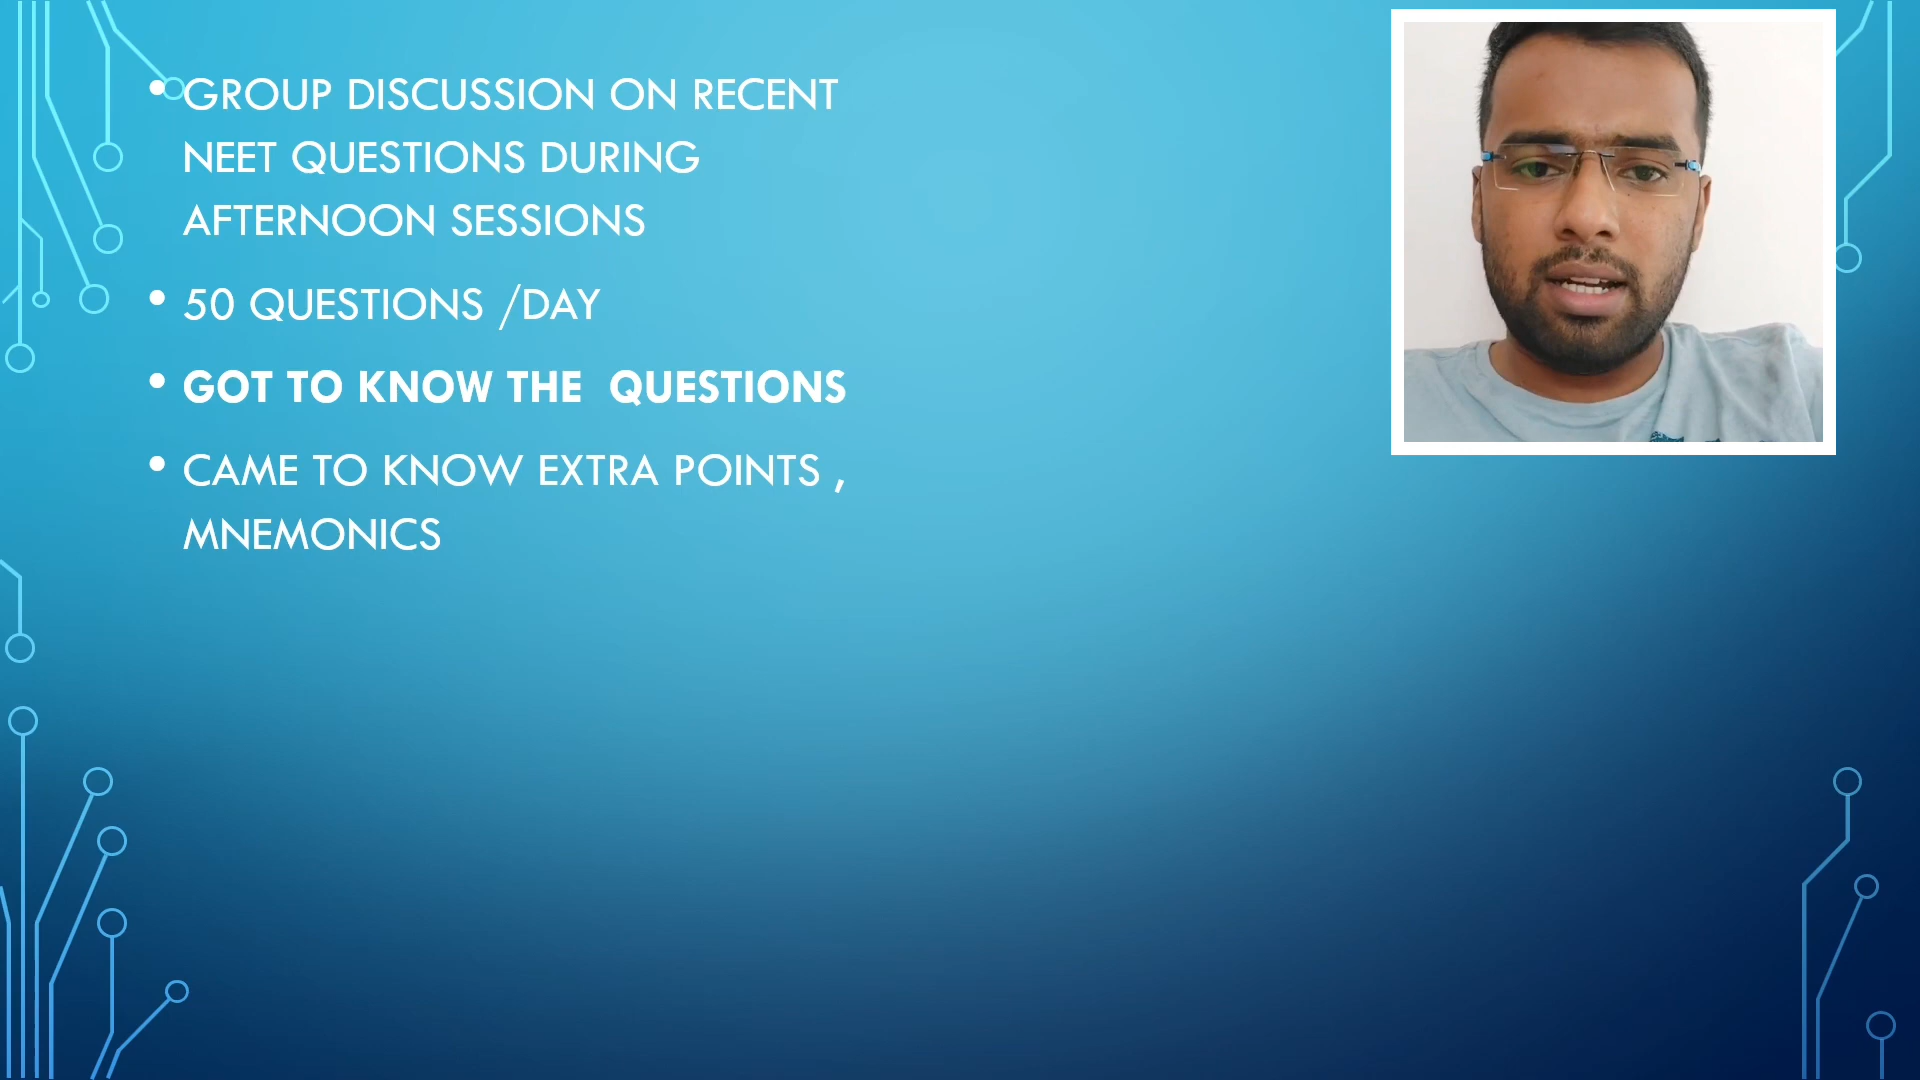 • GROUP DISCUSSION ON RECENT
NEET QUESTIONS DURING
AFTERNOON SESSIONS
• 50 QUESTIONS /DAY
• GOT TO KNOW THE  QUESTIONS
• CAME TO KNOW EXTRA POINTS ,
MNEMONICS